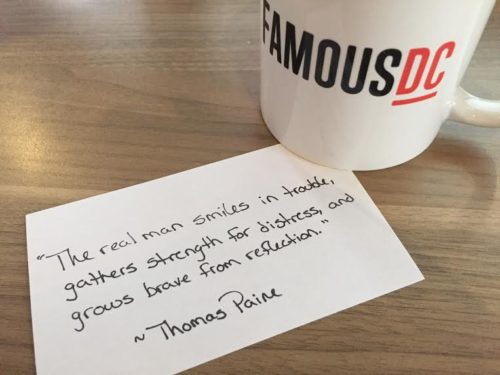 FAMOUSDC
"The real man smiles in trouble,
gathers strength for distress, and
grows brave from reflection."
~Thomas Paine